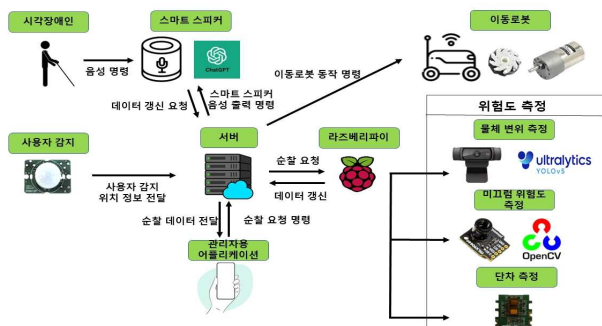 시각장애인
스마트 스피커
이동로봇
ChatGPT
음성 명령
이동로봇 동작 명령
데이터 갱신 요청
스마트 스피커
음성 출력 명령
위험도 측정
사용자 감지
서버
라즈베리파이
물체 변위 측정
ultralytics
YOLOv5
순찰 요청
사용자 감지
위치 정보 전달
데이터 갱신
미끄럼 위험도
측정
순찰 데이터 전달
순찰 요청 명령
OpenCV
관리자용
어플리케이션
단차 측정